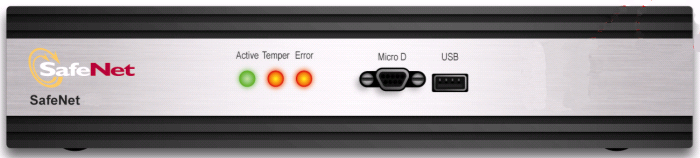 SafeNet
SafeNet
Active Temper Error
Micro D
USB